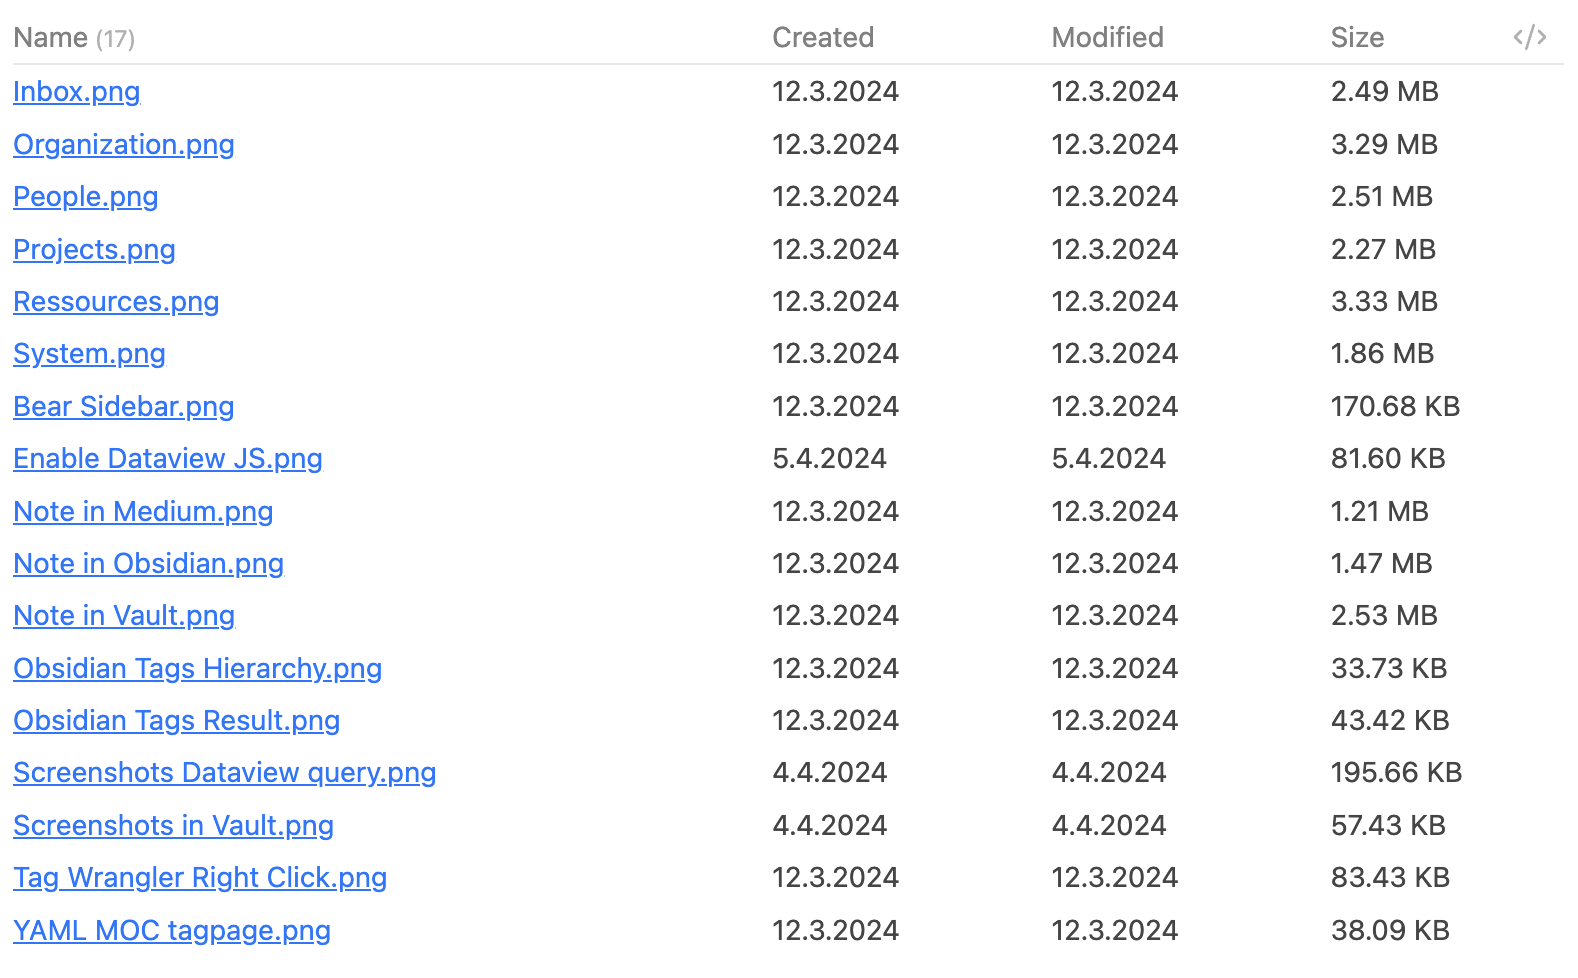 Name (17) Created Modified Size </>
Inbox.png 12.3.2024 12.3.2024 2.49 MB
Organization.png 12.3.2024 12.3.2024 3.29 MB
People.png 12.3.2024 12.3.2024 2.51 MB
Projects.png 12.3.2024 12.3.2024 2.27 MB
Ressources.png 12.3.2024 12.3.2024 3.33 MB
System.png 12.3.2024 12.3.2024 1.86 MB
Bear Sidebar.png 12.3.2024 12.3.2024 170.68 KB
Enable Dataview JS.png 5.4.2024 5.4.2024 81.60 KB
Note in Medium.png 12.3.2024 12.3.2024 1.21 MB
Note in Obsidian.png 12.3.2024 12.3.2024 1.47 MB
Note in Vault.png 12.3.2024 12.3.2024 2.53 MB
Obsidian Tags Hierarchy.png 12.3.2024 12.3.2024 33.73 KB
Obsidian Tags Result.png 12.3.2024 12.3.2024 43.42 KB
Screenshots Dataview query.png 4.4.2024 4.4.2024 195.66 KB
Screenshots in Vault.png 4.4.2024 4.4.2024 57.43 KB
Tag Wrangler Right Click.png 12.3.2024 12.3.2024 83.43 KB
YAML MOC tagpage.png 12.3.2024 12.3.2024 38.09 KB